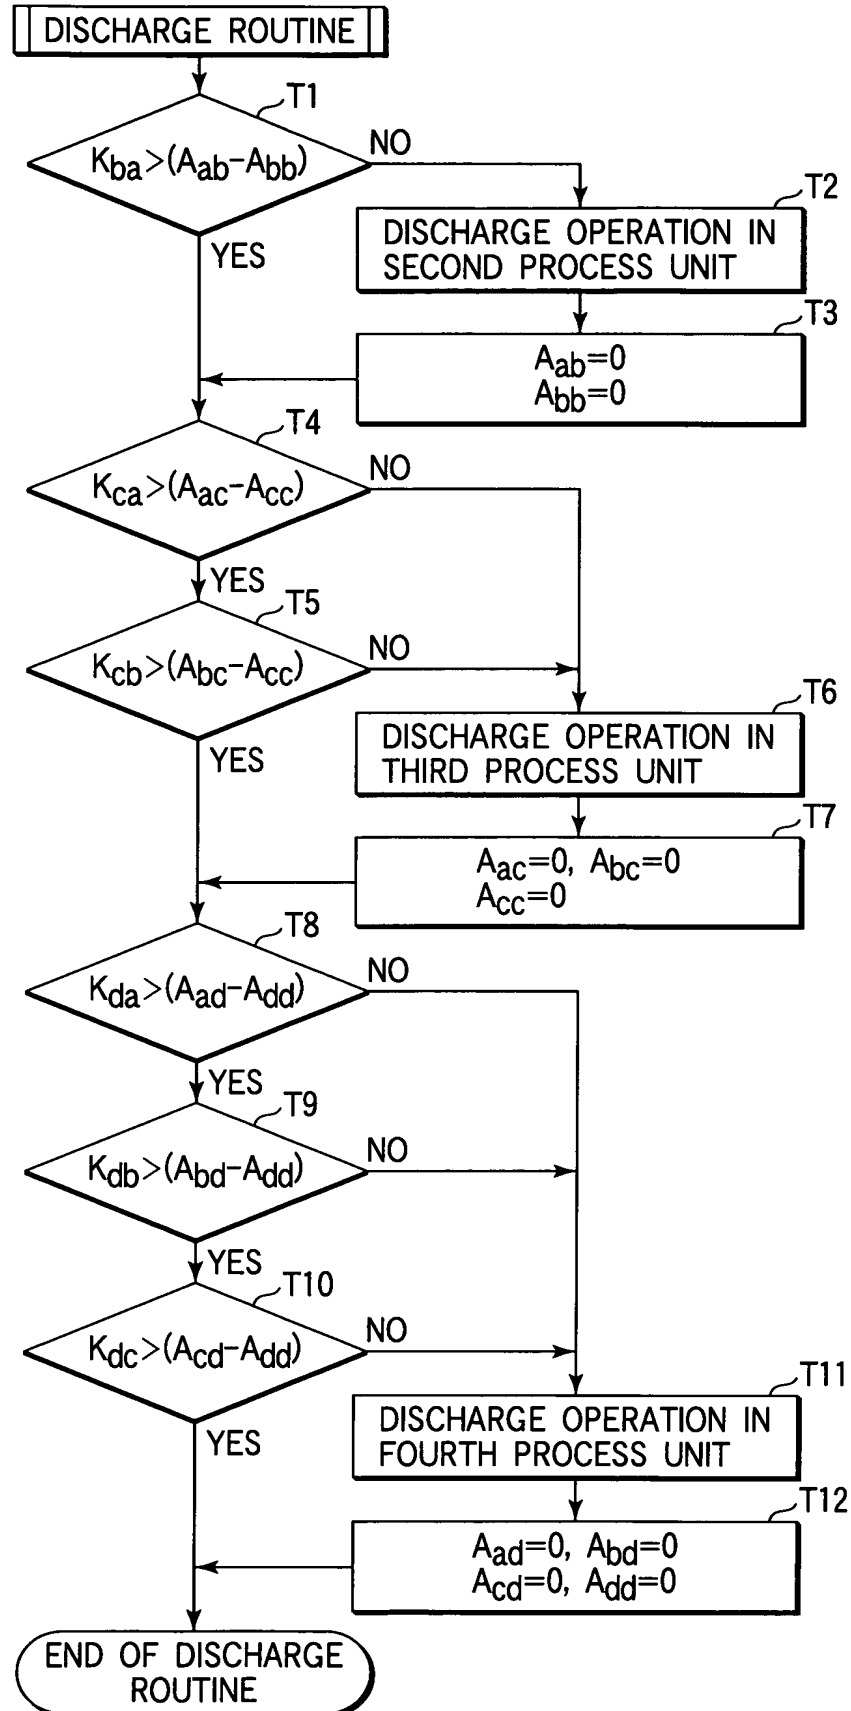 DISCHARGE ROUTINE
T1
Kba>(Aab-Abb)
NO
YES
T2
DISCHARGE OPERATION IN
SECOND PROCESS UNIT
T3
Aab=0
Abb=0
T4
Kca>(Aac-Acc)
NO
YES
T5
Kcb>(Abc-Acc)
NO
YES
T6
DISCHARGE OPERATION IN
THIRD PROCESS UNIT
T7
Aac=0, Abc=0
Acc=0
T8
Kda>(Aad-Add)
NO
YES
T9
Kdb>(Abd-Add)
NO
YES
T10
Kdc>(Acd-Add)
NO
YES
T11
DISCHARGE OPERATION IN
FOURTH PROCESS UNIT
T12
Aad=0, Abd=0
Acd=0, Add=0
END OF DISCHARGE
ROUTINE